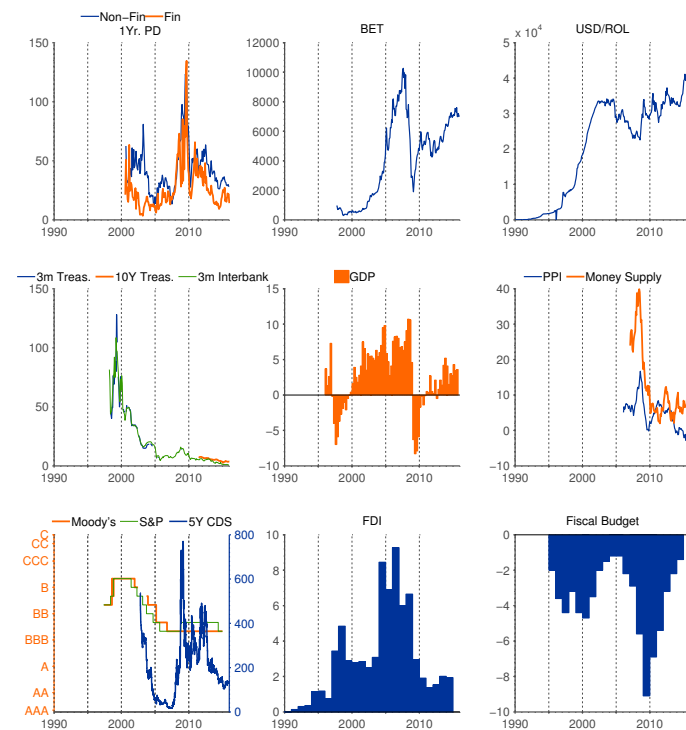 Non−Fin Fin
1Yr. PD
150
100
50
0
1990 2000 2010
BET
12000
10000
8000
6000
4000
2000
0
1990 2000 2010
USD/ROL
x 10^4
5
4
3
2
1
0
1990 2000 2010
3m Treas. 10Y Treas. 3m Interbank
150
100
50
0
1990 2000 2010
GDP
15
10
5
0
−5
−10
1990 2000 2010
PPI Money Supply
40
30
20
10
0
−10
1990 2000 2010
Moody's S&P 5Y CDS
C
CC
CCC
B
BB
BBB
A
AA
AAA
800
600
400
200
0
1990 2000 2010
FDI
10
8
6
4
2
0
1990 2000 2010
Fiscal Budget
0
−2
−4
−6
−8
−10
1990 2000 2010